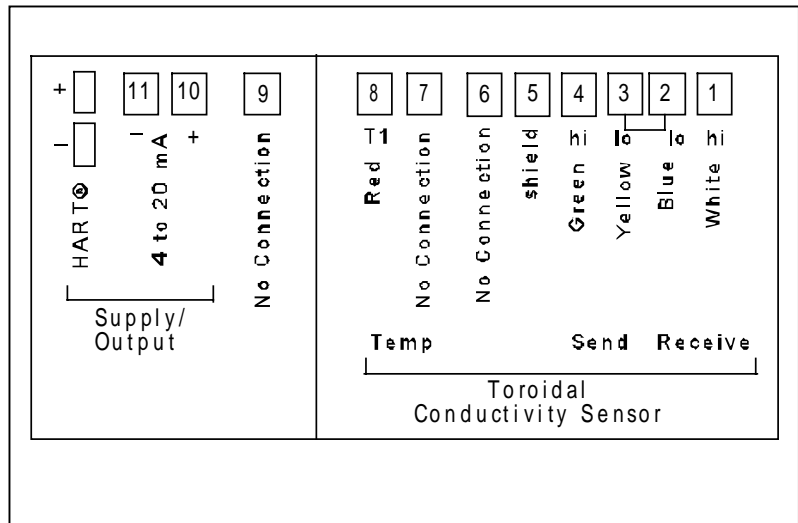 + 11 10 9 8 7 6 5 4 3 2 1
− − + T1 hi lo lo hi
HART®
4 to 20 mA
No Connection
Red
No Connection
No Connection
shield
Green
Yellow
Blue
White
Supply/
Output
Temp Send Receive
Toroidal
Conductivity Sensor